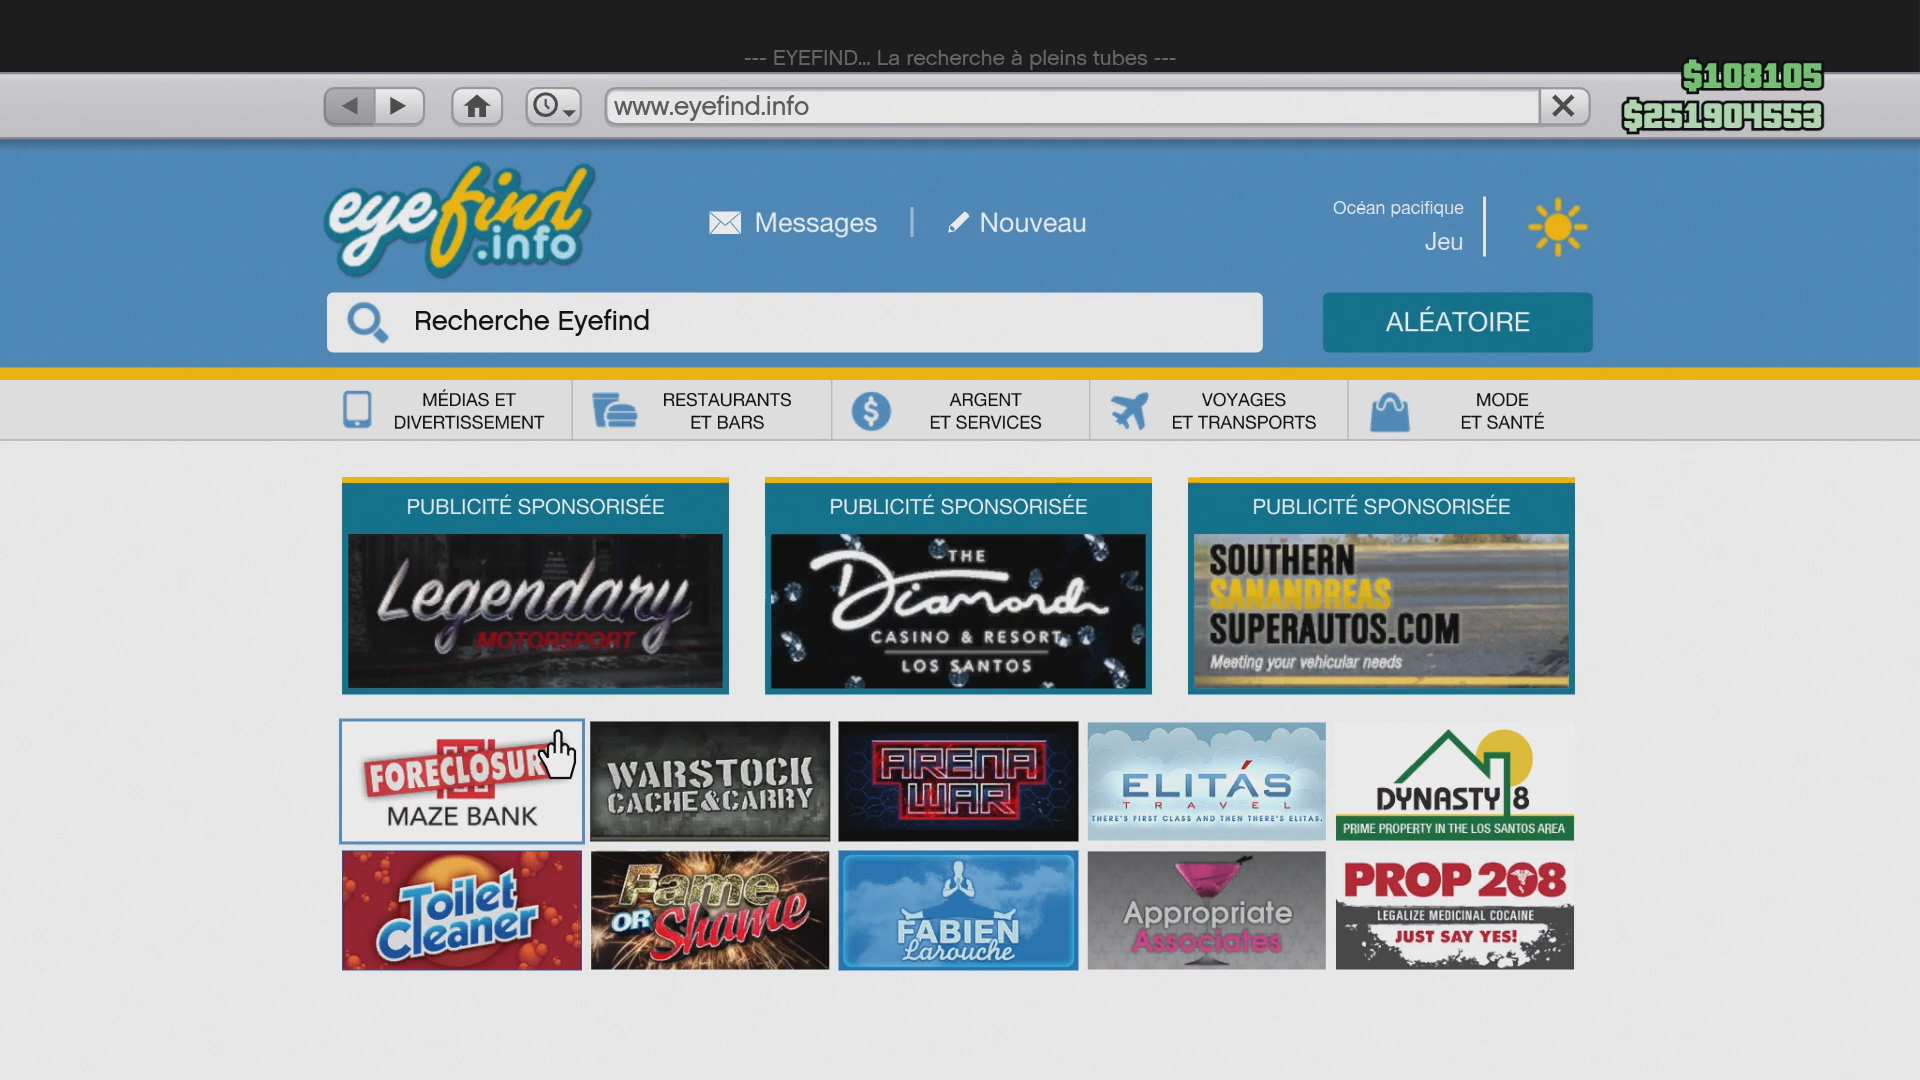 --- EYEFIND... La recherche à pleins tubes ---
$108105
www.eyefind.info
$251904553
eyefind.info
Messages
Nouveau
Océan pacifique
Jeu
Recherche Eyefind
ALÉATOIRE
MÉDIAS ET
DIVERTISSEMENT
RESTAURANTS
ET BARS
ARGENT
ET SERVICES
VOYAGES
ET TRANSPORTS
MODE
ET SANTÉ
PUBLICITÉ SPONSORISÉE
Legendary
MOTORSPORT
PUBLICITÉ SPONSORISÉE
THE
Diamond
CASINO & RESORT
LOS SANTOS
PUBLICITÉ SPONSORISÉE
SOUTHERN
SANANDREAS
SUPERAUTOS.COM
Meeting your vehicular needs
FORECLOSUR
MAZE BANK
WARSTOCK
CACHE&CARRY
ARENA
WAR
ELITÁS
TRAVEL
THERE'S FIRST CLASS AND THEN THERE'S ELITAS.
DYNASTY 8
PRIME PROPERTY IN THE LOS SANTOS AREA
Toilet
Cleaner
Fame
OR Shame
FABIEN
Larouche
Appropriate
Associates
PROP 208
LEGALIZE MEDICINAL COCAINE
JUST SAY YES!